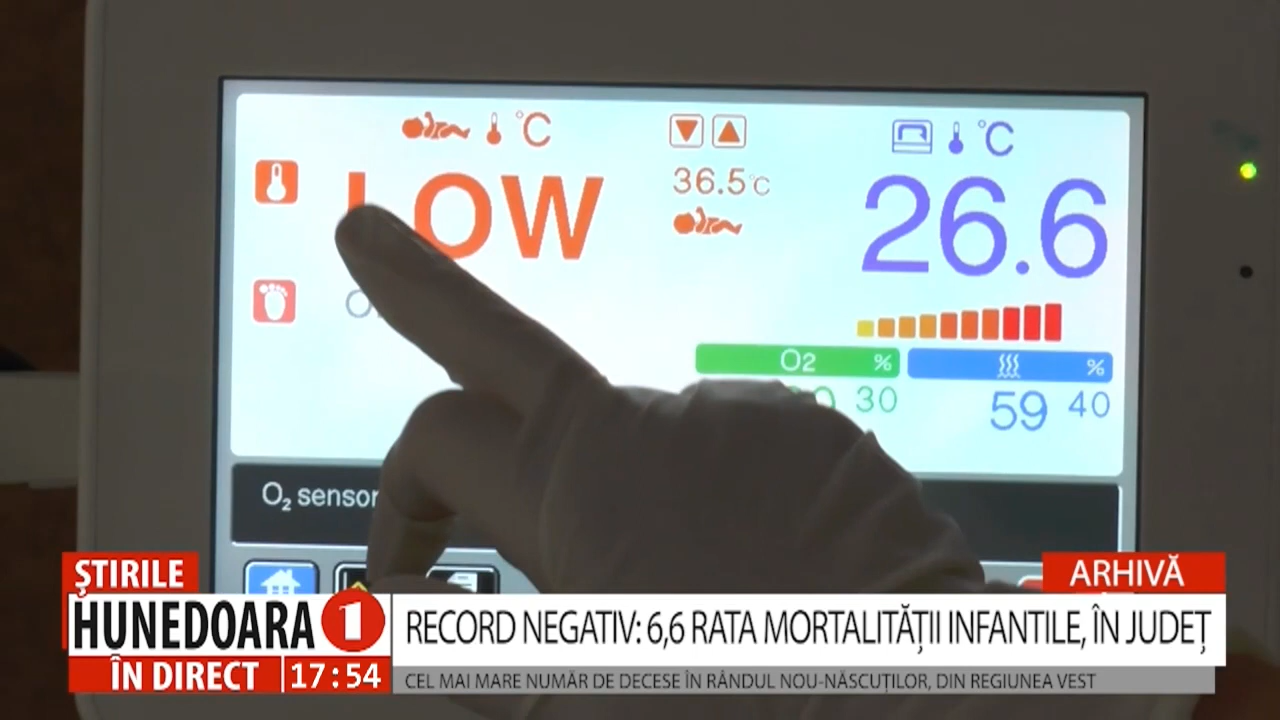 °C
°C
LOW
36.5°C
26.6
O2 %
%
30
59 40
O₂ sensor
ARHIVĂ
ŞTIRILE
HUNEDOARA 1
ÎN DIRECT 17:54
RECORD NEGATIV: 6,6 RATA MORTALITĂȚII INFANTILE, ÎN JUDEȚ
CEL MAI MARE NUMĂR DE DECESE ÎN RÂNDUL NOU-NĂSCUȚILOR, DIN REGIUNEA VEST